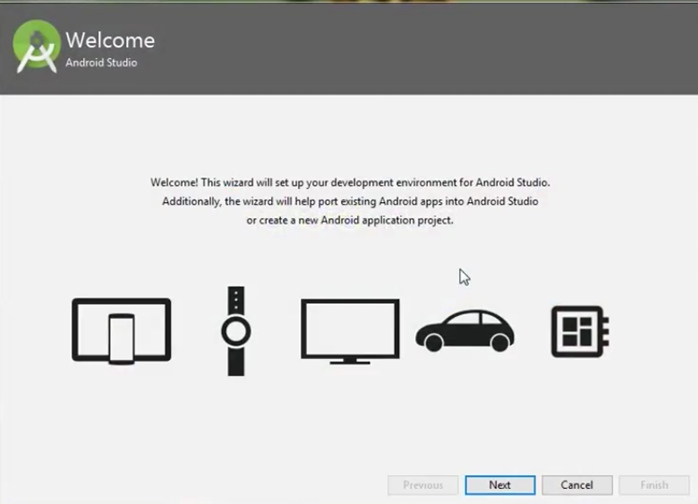 Welcome
Android Studio
Welcome! This wizard will set up your development environment for Android Studio.
Additionally, the wizard will help port existing Android apps into Android Studio
or create a new Android application project.
Previous Next Cancel Finish